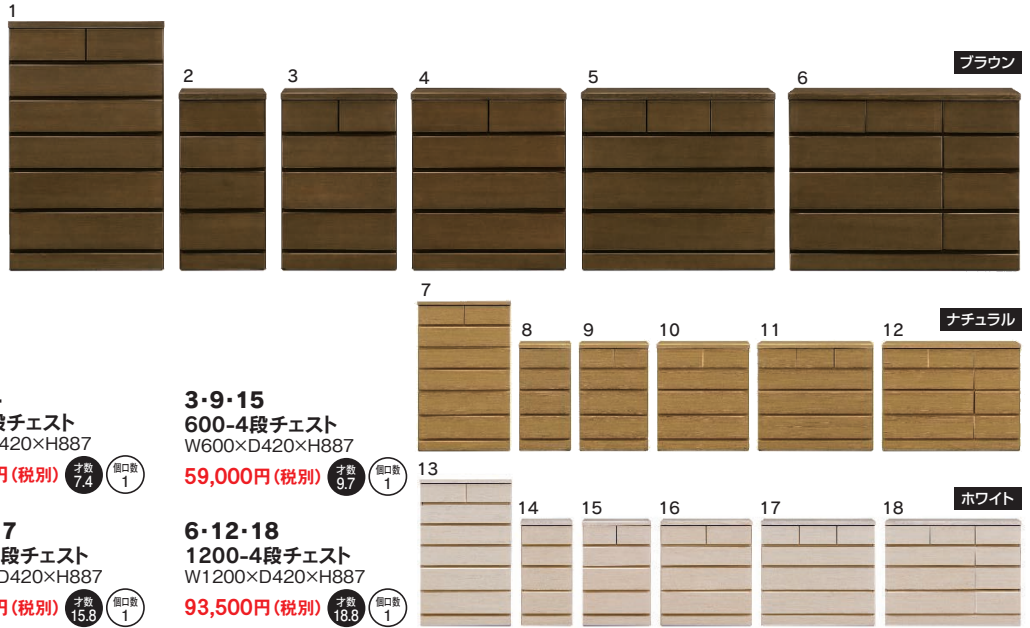 1
2
3
4
5
6
ブラウン
7
8
9
10
11
12
ナチュラル
13
14
15
16
17
18
ホワイト
段チェスト
420×H887
円(税別) 才数 7.4 個口数 1
3・9・15
600-4段チェスト
W600×D420×H887
59,000円(税別) 才数 9.7 個口数 1
7
段チェスト
D420×H887
円(税別) 才数 15.8 個口数 1
6・12・18
1200-4段チェスト
W1200×D420×H887
93,500円(税別) 才数 18.8 個口数 1